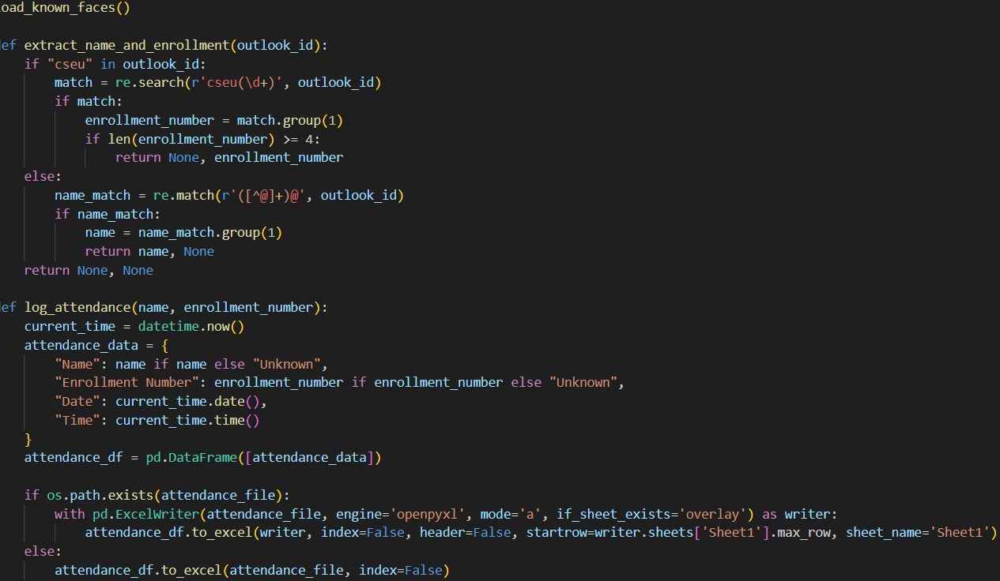 oad_known_faces()
ef extract_name_and_enrollment(outlook_id):
    if "cseu" in outlook_id:
        match = re.search(r'cseu(\d+)', outlook_id)
        if match:
            enrollment_number = match.group(1)
            if len(enrollment_number) >= 4:
                return None, enrollment_number
    else:
        name_match = re.match(r'([^@]+)@', outlook_id)
        if name_match:
            name = name_match.group(1)
            return name, None
    return None, None
ef log_attendance(name, enrollment_number):
    current_time = datetime.now()
    attendance_data = {
        "Name": name if name else "Unknown",
        "Enrollment Number": enrollment_number if enrollment_number else "Unknown",
        "Date": current_time.date(),
        "Time": current_time.time()
    }
    attendance_df = pd.DataFrame([attendance_data])
    if os.path.exists(attendance_file):
        with pd.ExcelWriter(attendance_file, engine='openpyxl', mode='a', if_sheet_exists='overlay') as writer:
            attendance_df.to_excel(writer, index=False, header=False, startrow=writer.sheets['Sheet1'].max_row, sheet_name='Sheet1')
    else:
        attendance_df.to_excel(attendance_file, index=False)